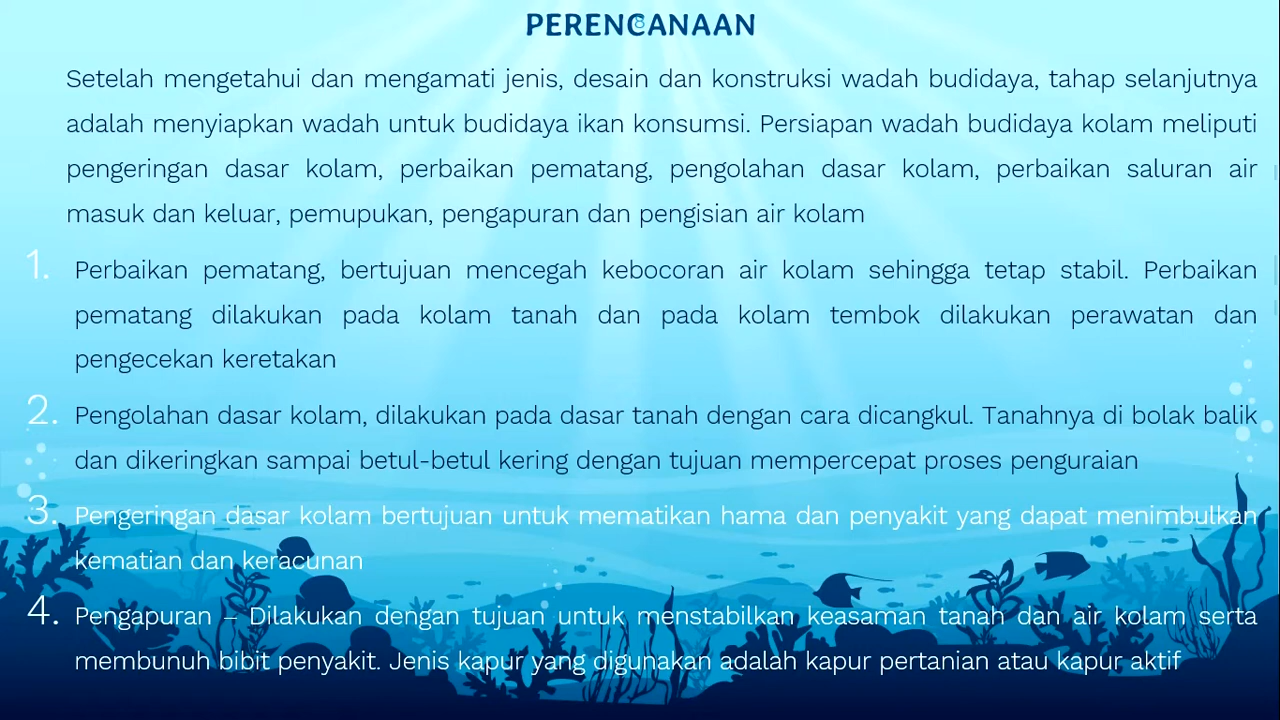 PERENCANAAN
8
Setelah mengetahui dan mengamati jenis, desain dan konstruksi wadah budidaya, tahap selanjutnya
adalah menyiapkan wadah untuk budidaya ikan konsumsi. Persiapan wadah budidaya kolam meliputi
pengeringan dasar kolam, perbaikan pematang, pengolahan dasar kolam, perbaikan saluran air
masuk dan keluar, pemupukan, pengapuran dan pengisian air kolam
1. Perbaikan pematang, bertujuan mencegah kebocoran air kolam sehingga tetap stabil. Perbaikan
pematang dilakukan pada kolam tanah dan pada kolam tembok dilakukan perawatan dan
pengecekan keretakan
2. Pengolahan dasar kolam, dilakukan pada dasar tanah dengan cara dicangkul. Tanahnya di bolak balik
dan dikeringkan sampai betul-betul kering dengan tujuan mempercepat proses penguraian
3. Pengeringan dasar kolam bertujuan untuk mematikan hama dan penyakit yang dapat menimbulkan
kematian dan keracunan
4. Pengapuran – Dilakukan dengan tujuan untuk menstabilkan keasaman tanah dan air kolam serta
membunuh bibit penyakit. Jenis kapur yang digunakan adalah kapur pertanian atau kapur aktif